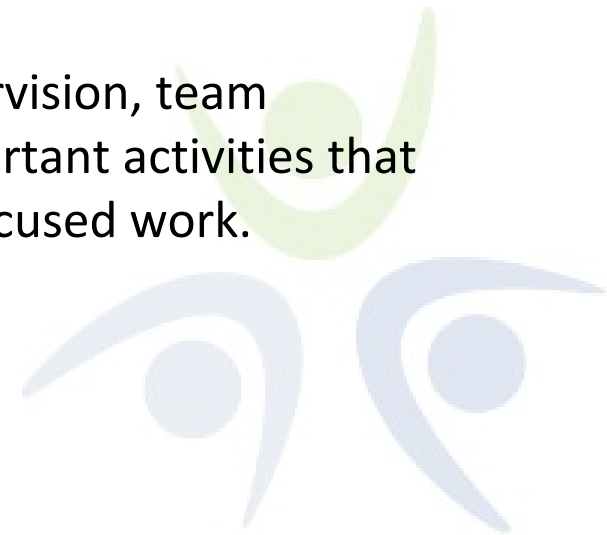 rvision, team
rtant activities that
cused work.